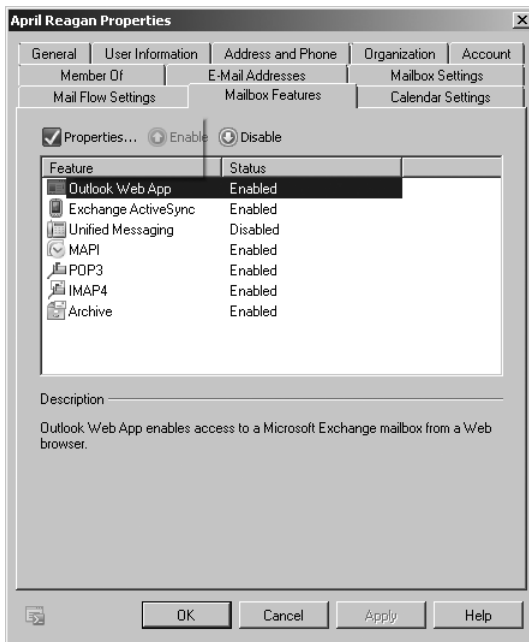 April Reagan Properties
General User Information Address and Phone Organization Account
Member Of E-Mail Addresses Mailbox Settings
Mail Flow Settings Mailbox Features Calendar Settings
Properties... Enable Disable
Feature Status
Outlook Web App Enabled
Exchange ActiveSync Enabled
Unified Messaging Disabled
MAPI Enabled
POP3 Enabled
IMAP4 Enabled
Archive Enabled
Description
Outlook Web App enables access to a Microsoft Exchange mailbox from a Web
browser.
OK Cancel Apply Help